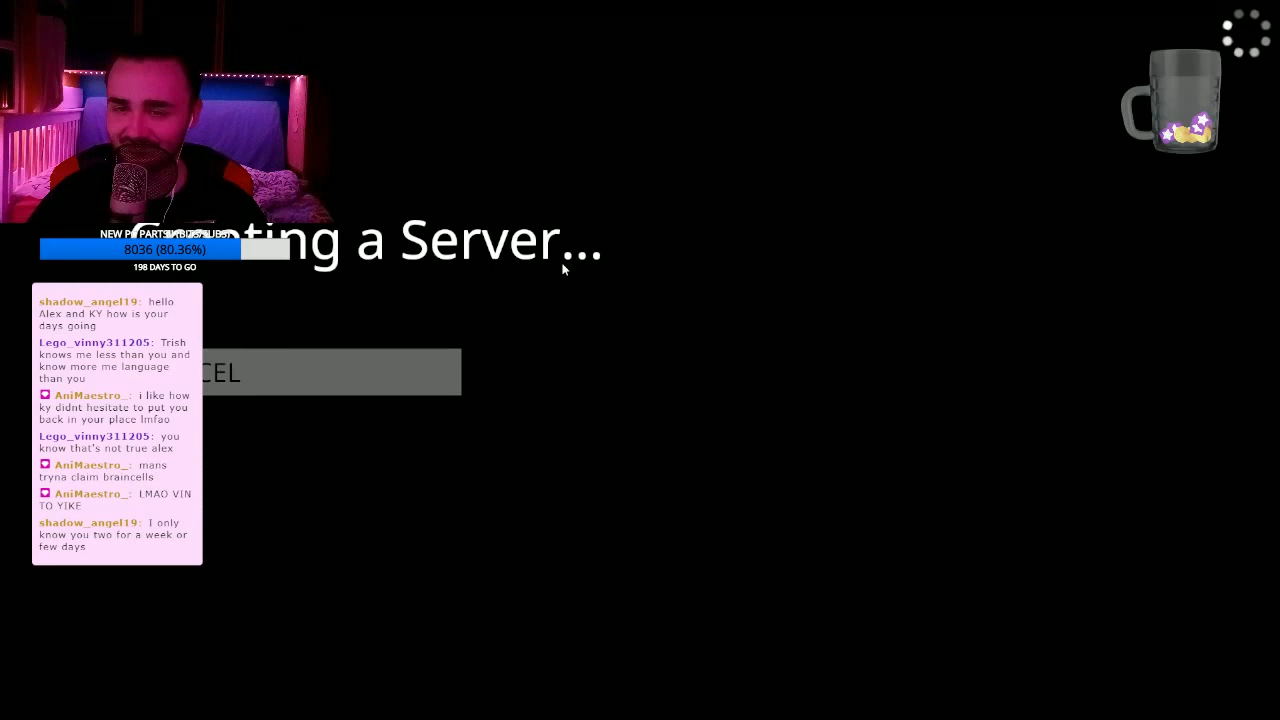 NEW PC PARTS
8036 (80.36%)
198 DAYS TO GO
ting a Server...
CEL
shadow_angel19: hello
Alex and KY how is your
days going
Lego_vinny311205: Trish
knows me less than you and
know more me language
than you
AniMaestro_: i like how
ky didnt hesitate to put you
back in your place lmfao
Lego_vinny311205: you
know that's not true alex
AniMaestro_: mans
tryna claim braincells
AniMaestro_: LMAO VIN
TO YIKE
shadow_angel19: I only
know you two for a week or
few days